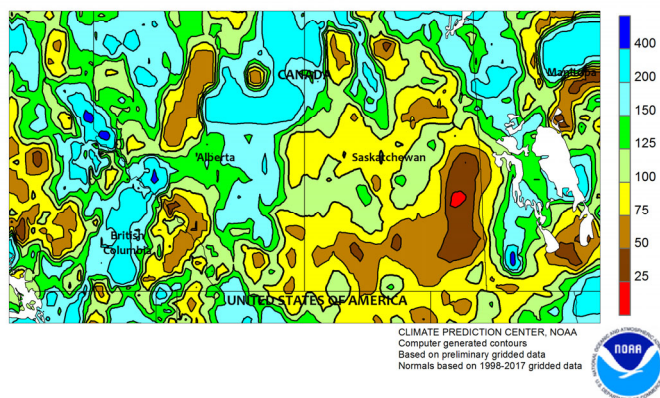 CANADA
Manitoba
Alberta
Saskatchewan
British
Columbia
UNITED STATES OF AMERICA
400
200
150
125
100
75
50
25
CLIMATE PREDICTION CENTER, NOAA
Computer generated contours
Based on preliminary gridded data
Normals based on 1998-2017 gridded data
NOAA